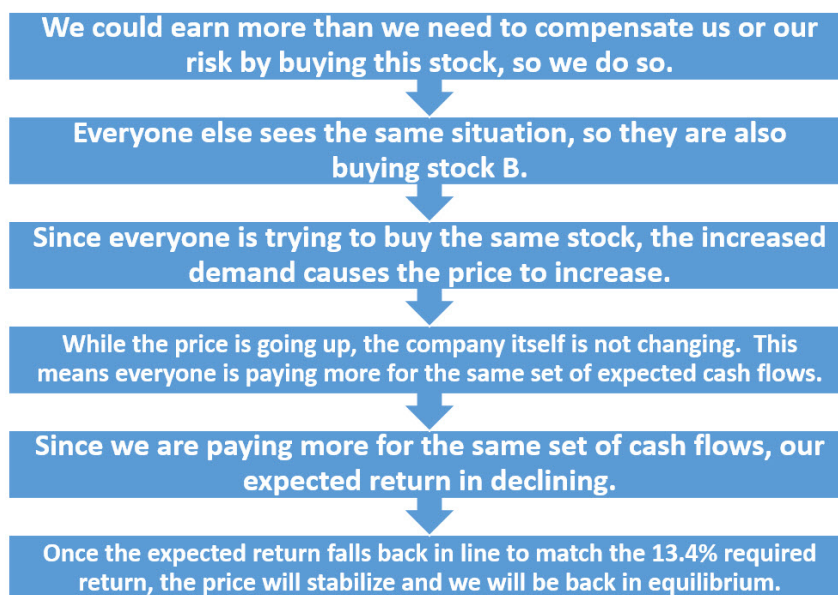 We could earn more than we need to compensate us or our
risk by buying this stock, so we do so.
Everyone else sees the same situation, so they are also
buying stock B.
Since everyone is trying to buy the same stock, the increased
demand causes the price to increase.
While the price is going up, the company itself is not changing.  This
means everyone is paying more for the same set of expected cash flows.
Since we are paying more for the same set of cash flows, our
expected return in declining.
Once the expected return falls back in line to match the 13.4% required
return, the price will stabilize and we will be back in equilibrium.